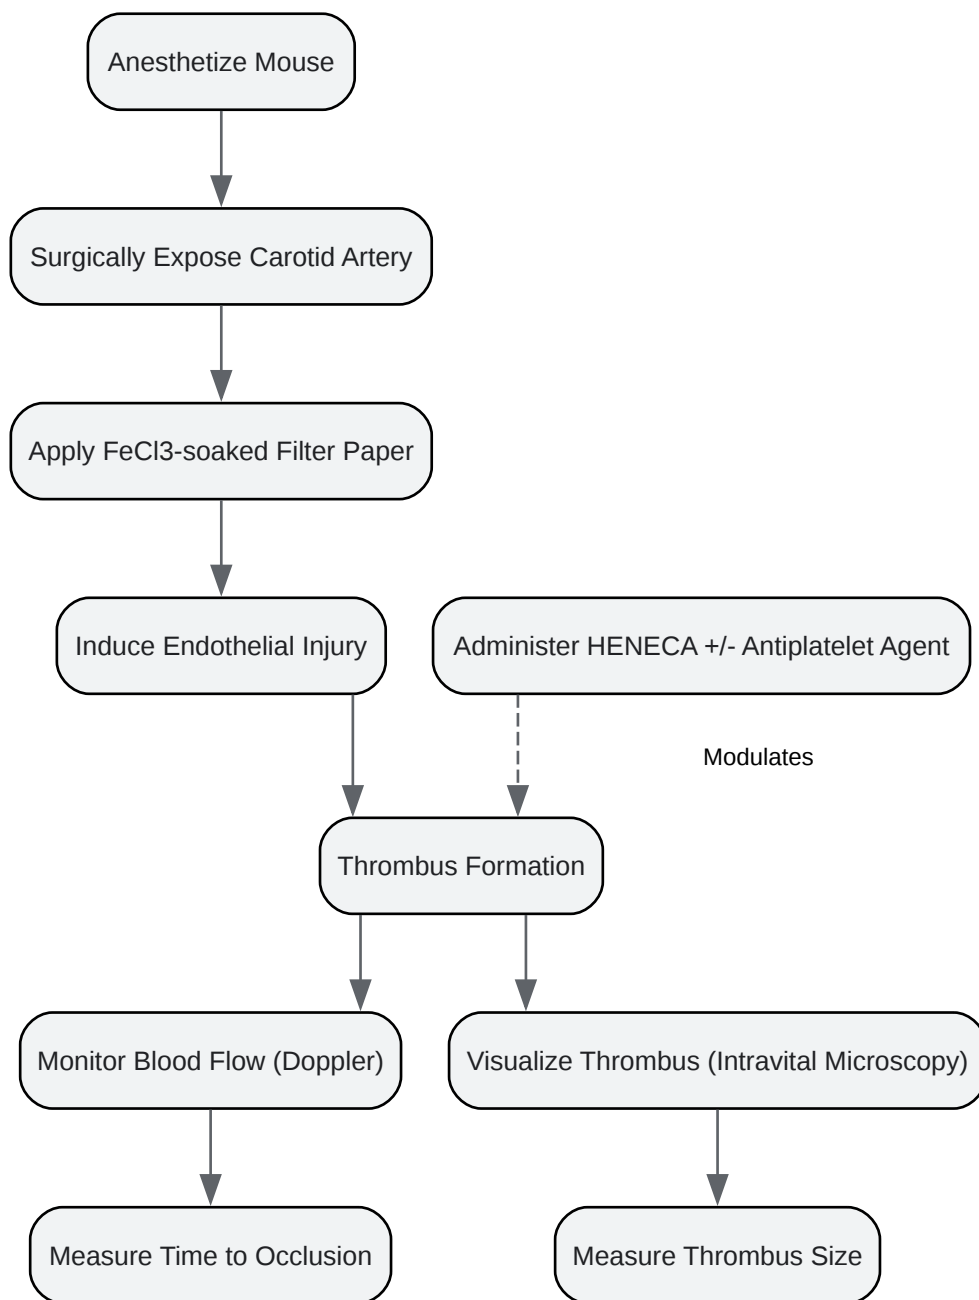 Anesthetize Mouse
Surgically Expose Carotid Artery
Apply FeCl3-soaked Filter Paper
Induce Endothelial Injury
Administer HENECA +/- Antiplatelet Agent
Modulates
Thrombus Formation
Monitor Blood Flow (Doppler)
Visualize Thrombus (Intravital Microscopy)
Measure Time to Occlusion
Measure Thrombus Size